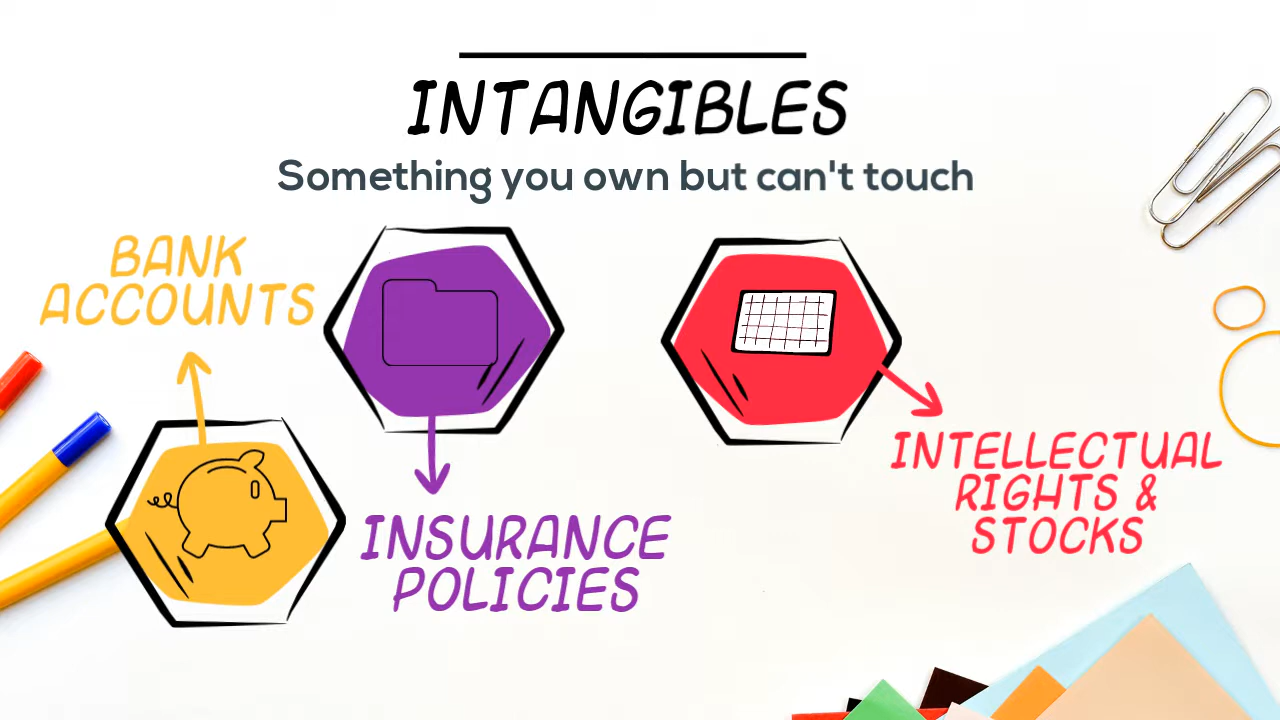 INTANGIBLES
Something you own but can't touch
BANK
ACCOUNTS
INSURANCE
POLICIES
INTELLECTUAL
RIGHTS &
STOCKS